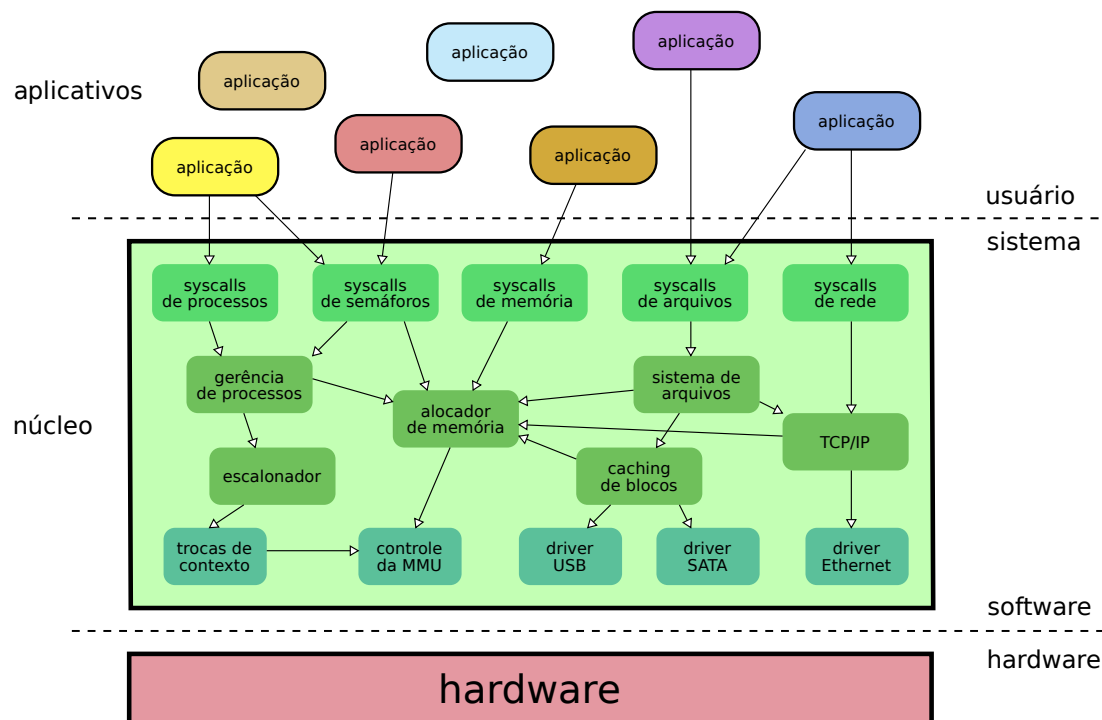 aplicação
aplicação
aplicação
aplicativos
aplicação
aplicação
aplicação
aplicação
usuário
sistema
syscalls
de processos
syscalls
de semáforos
syscalls
de memória
syscalls
de arquivos
syscalls
de rede
gerência
de processos
sistema de
arquivos
alocador
de memória
núcleo
TCP/IP
escalonador
caching
de blocos
trocas de
contexto
controle
da MMU
driver
USB
driver
SATA
driver
Ethernet
software
hardware
hardware